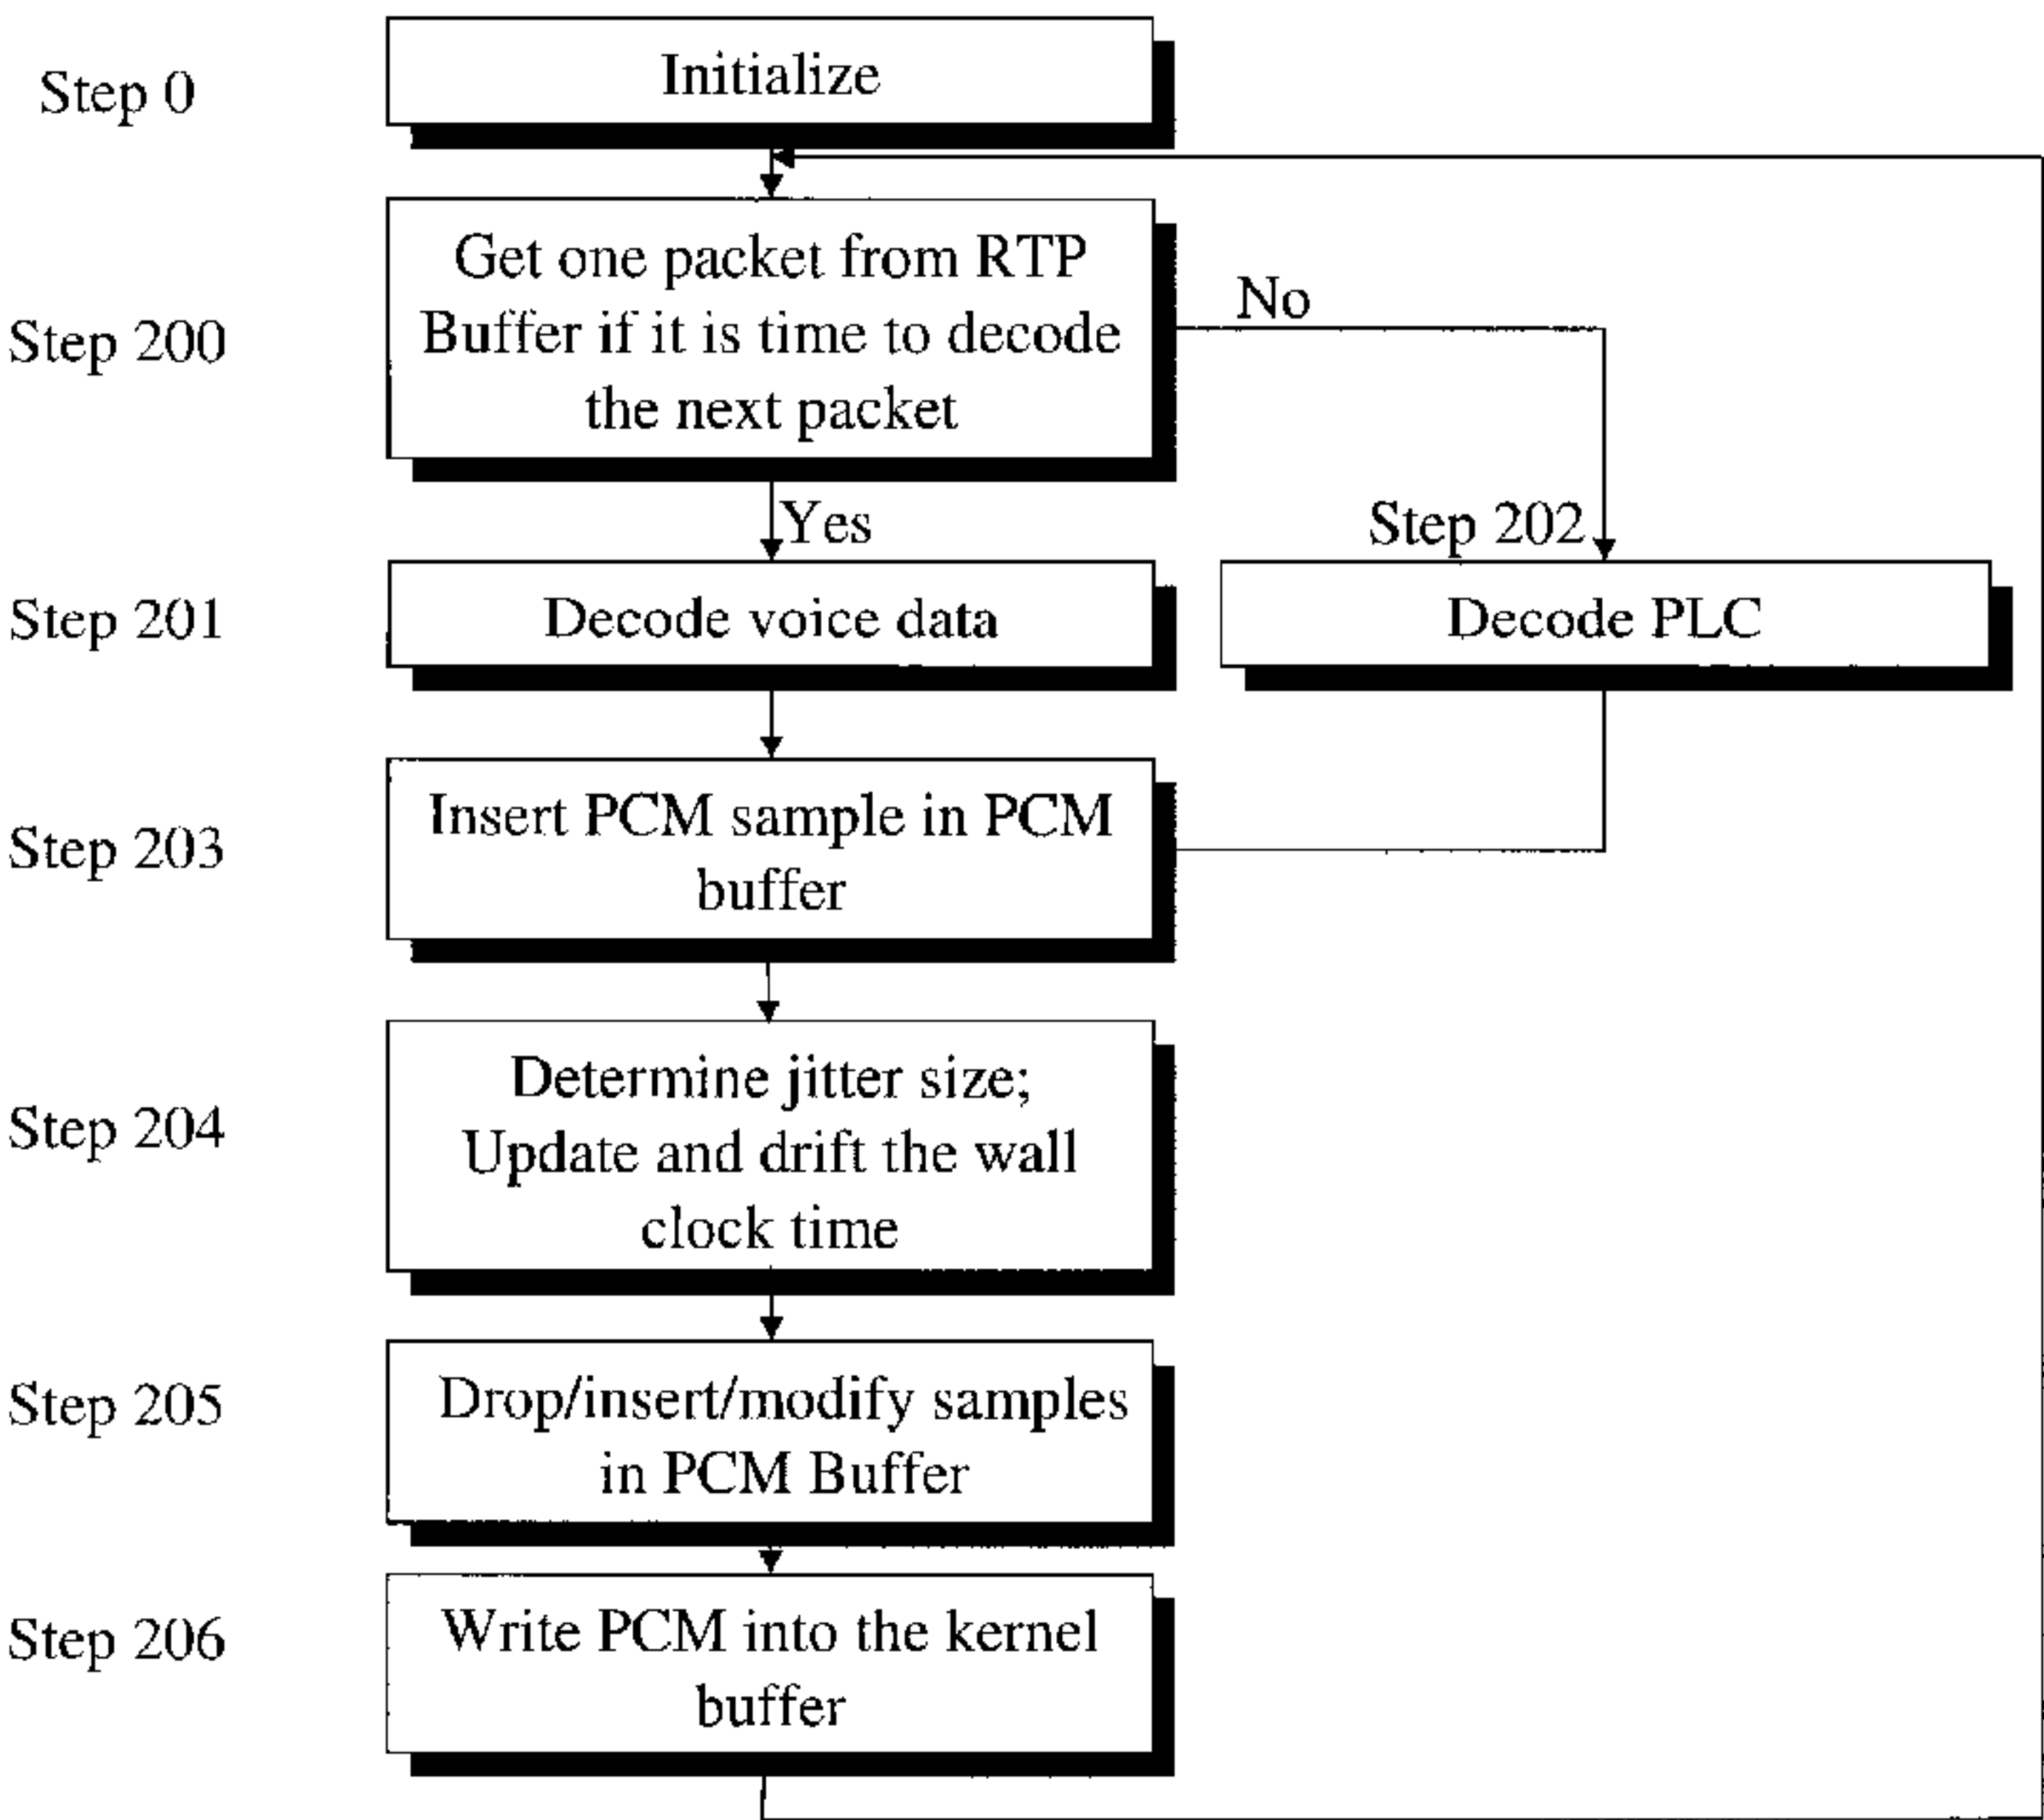 Step 0
Initialize
Step 200
Get one packet from RTP
Buffer if it is time to decode
the next packet
No
Yes
Step 202
Step 201
Decode voice data
Decode PLC
Step 203
Insert PCM sample in PCM
buffer
Step 204
Determine jitter size;
Update and drift the wall
clock time
Step 205
Drop/insert/modify samples
in PCM Buffer
Step 206
Write PCM into the kernel
buffer